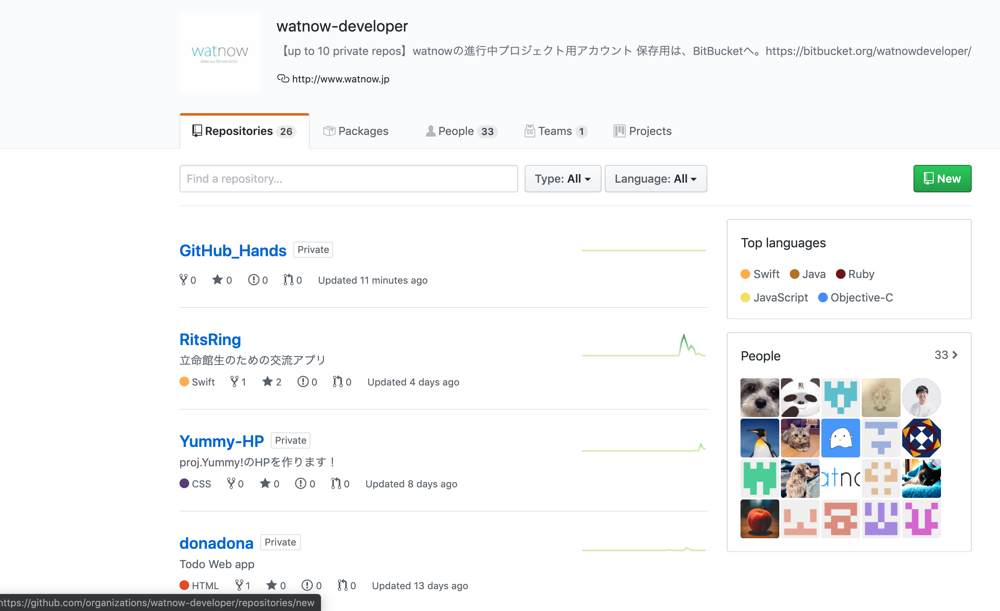 watnow
Make our life wonderful
watnow-developer
【up to 10 private repos】watnowの進行中プロジェクト用アカウント 保存用は、BitBucketへ。https://bitbucket.org/watnowdeveloper/
http://www.watnow.jp
Repositories 26 Packages People 33 Teams 1 Projects
Find a repository... Type: All Language: All New
GitHub_Hands Private
0 0 0 0 Updated 11 minutes ago
RitsRing
立命館生のための交流アプリ
Swift 1 2 0 0 Updated 4 days ago
Yummy-HP Private
proj.Yummy!のHPを作ります！
CSS 0 0 0 0 Updated 8 days ago
donadona Private
Todo Web app
HTML 1 0 0 0 Updated 13 days ago
Top languages
Swift Java Ruby
JavaScript Objective-C
People 33
熊
atno
https://github.com/organizations/watnow-developer/repositories/new